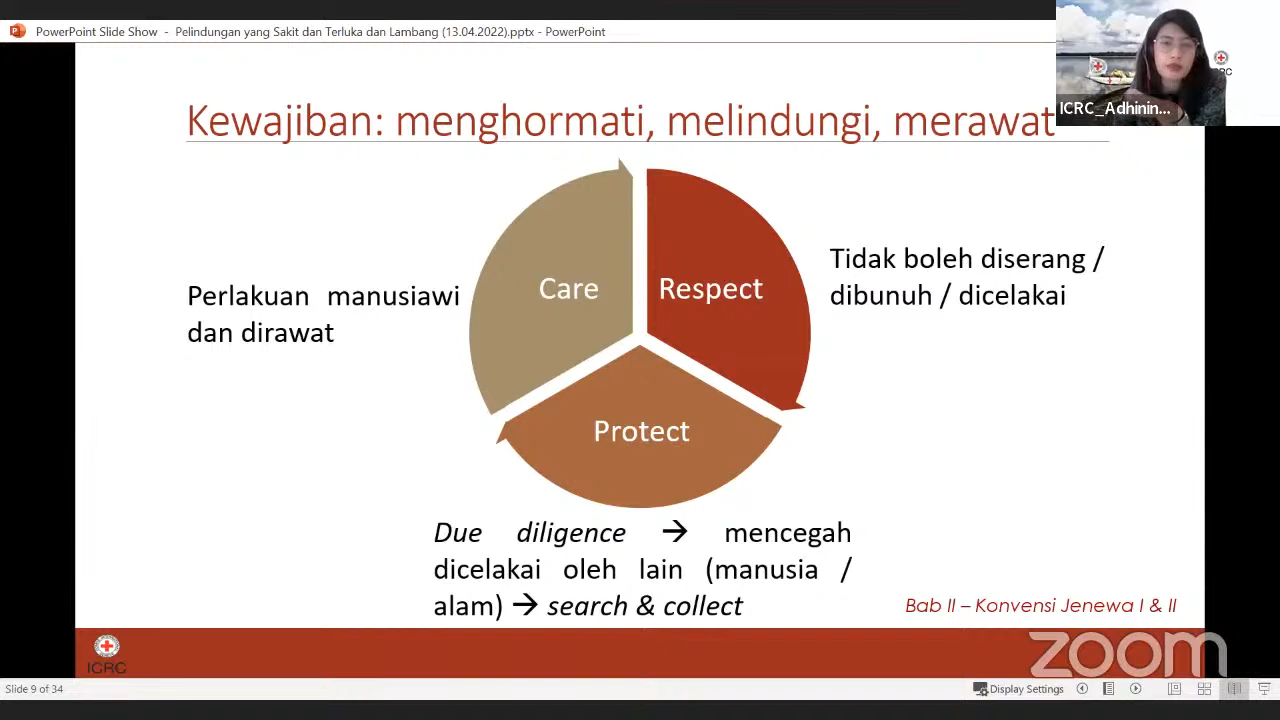 PowerPoint Slide Show - Pelindungan yang Sakit dan Terluka dan Lambang (13.04.2022).pptx - PowerPoint
ICRC_Adhinin...
Kewajiban: menghormati, melindungi, merawat
Care
Respect
Protect
Tidak boleh diserang /
dibunuh / dicelakai
Perlakuan manusiawi
dan dirawat
Due diligence → mencegah
dicelakai oleh lain (manusia /
alam) → search & collect
Bab II – Konvensi Jenewa I & II
ICRC
zoom
Slide 9 of 34
Display Settings